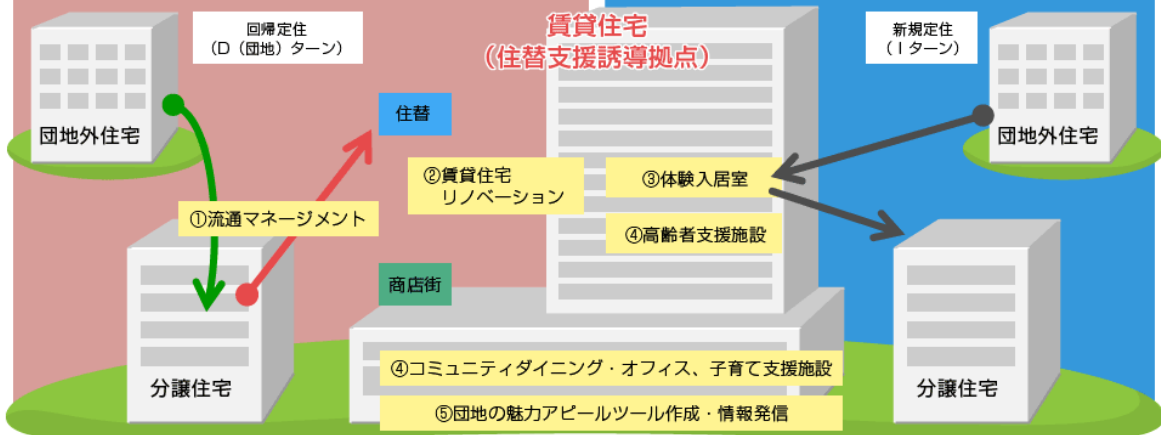 回帰定住
(D(団地)ターン)
賃貸住宅
(住替支援誘導拠点)
新規定住
(Iターン)
団地外住宅
住替
団地外住宅
②賃貸住宅
リノベーション
③体験入居室
①流通マネージメント
④高齢者支援施設
商店街
④コミュニティダイニング・オフィス、子育て支援施設
分譲住宅
分譲住宅
⑤団地の魅力アピールツール作成・情報発信